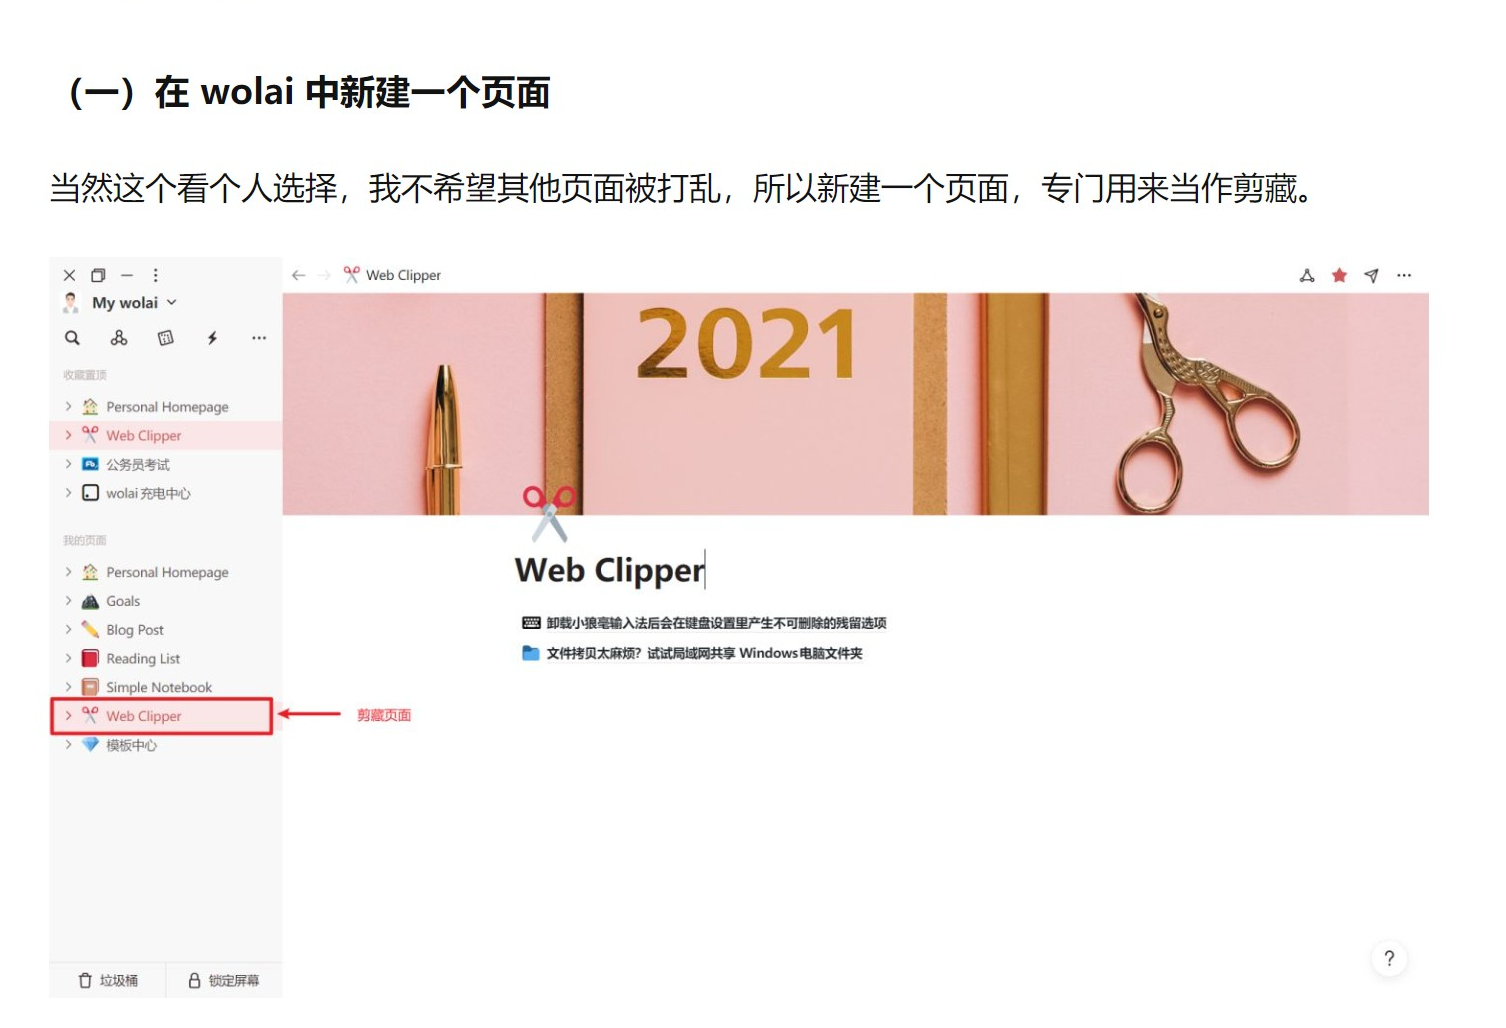 （一）在 wolai 中新建一个页面
当然这个看个人选择，我不希望其他页面被打乱，所以新建一个页面，专门用来当作剪藏。
My wolai
收藏置顶
Personal Homepage
Web Clipper
公务员考试
wolai 充电中心
我的页面
Personal Homepage
Goals
Blog Post
Reading List
Simple Notebook
Web Clipper
模板中心
垃圾桶
锁定屏幕
Web Clipper
2021
Web Clipper
卸载小狼毫输入法后会在键盘设置里产生不可删除的残留选项
文件拷贝太麻烦？试试局域网共享 Windows电脑文件夹
剪藏页面
?